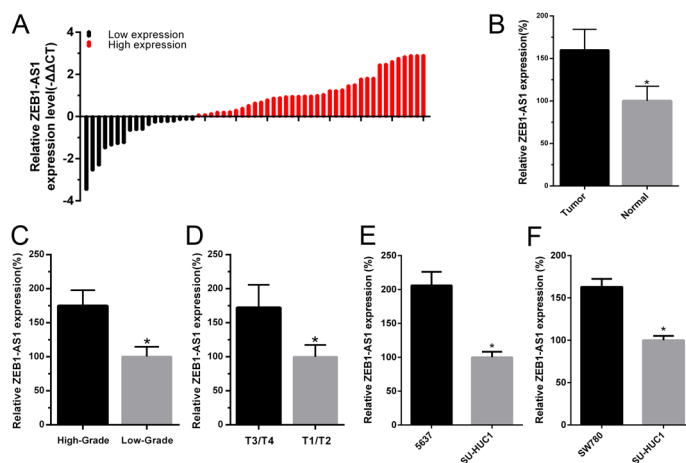 A
Low expression
High expression
Relative ZEB1-AS1
expression level(-ΔΔCT)
4
2
0
-2
-4
B
Relative ZEB1-AS1 expression(%)
200
150
100
50
0
*
Tumor
Normal
C
Relative ZEB1-AS1 expression(%)
250
200
150
100
50
0
*
High-Grade
Low-Grade
D
Relative ZEB1-AS1 expression(%)
250
200
150
100
50
0
*
T3/T4
T1/T2
E
Relative ZEB1-AS1 expression (%)
250
200
150
100
50
0
*
5637
SU-HUC1
F
Relative ZEB1-AS1 expression (%)
200
150
100
50
0
*
SW780
SU-HUC1